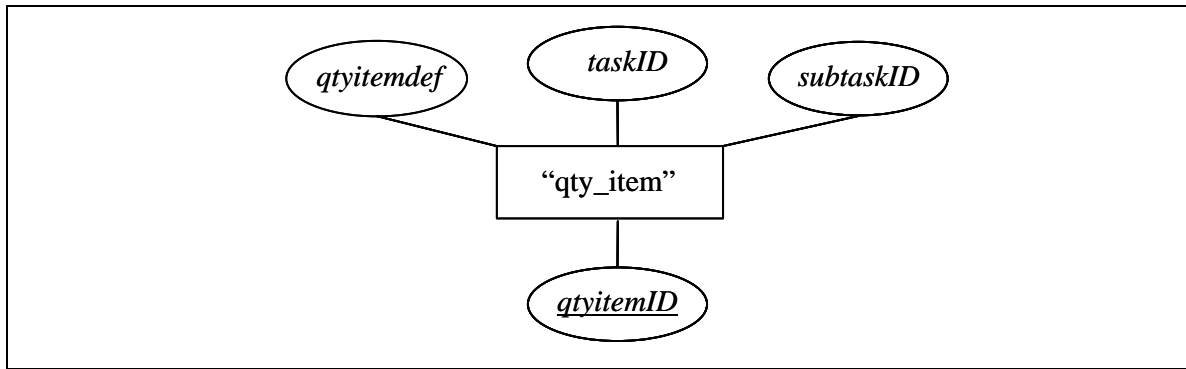 qtyitemdef
taskID
subtaskID
“qty_item”
qtyitemID